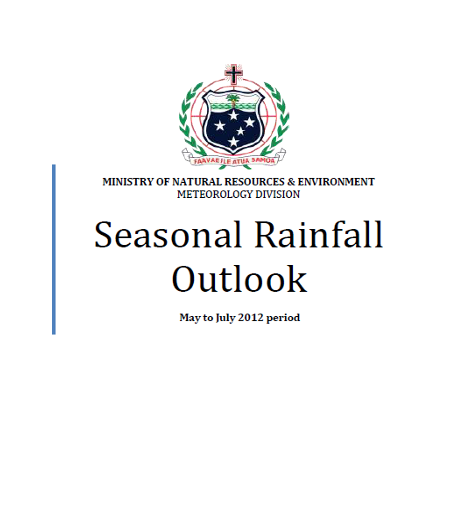 FAAVAE I LE ATUA SAMOA
MINISTRY OF NATURAL RESOURCES & ENVIRONMENT
METEOROLOGY DIVISION
Seasonal Rainfall
Outlook
May to July 2012 period